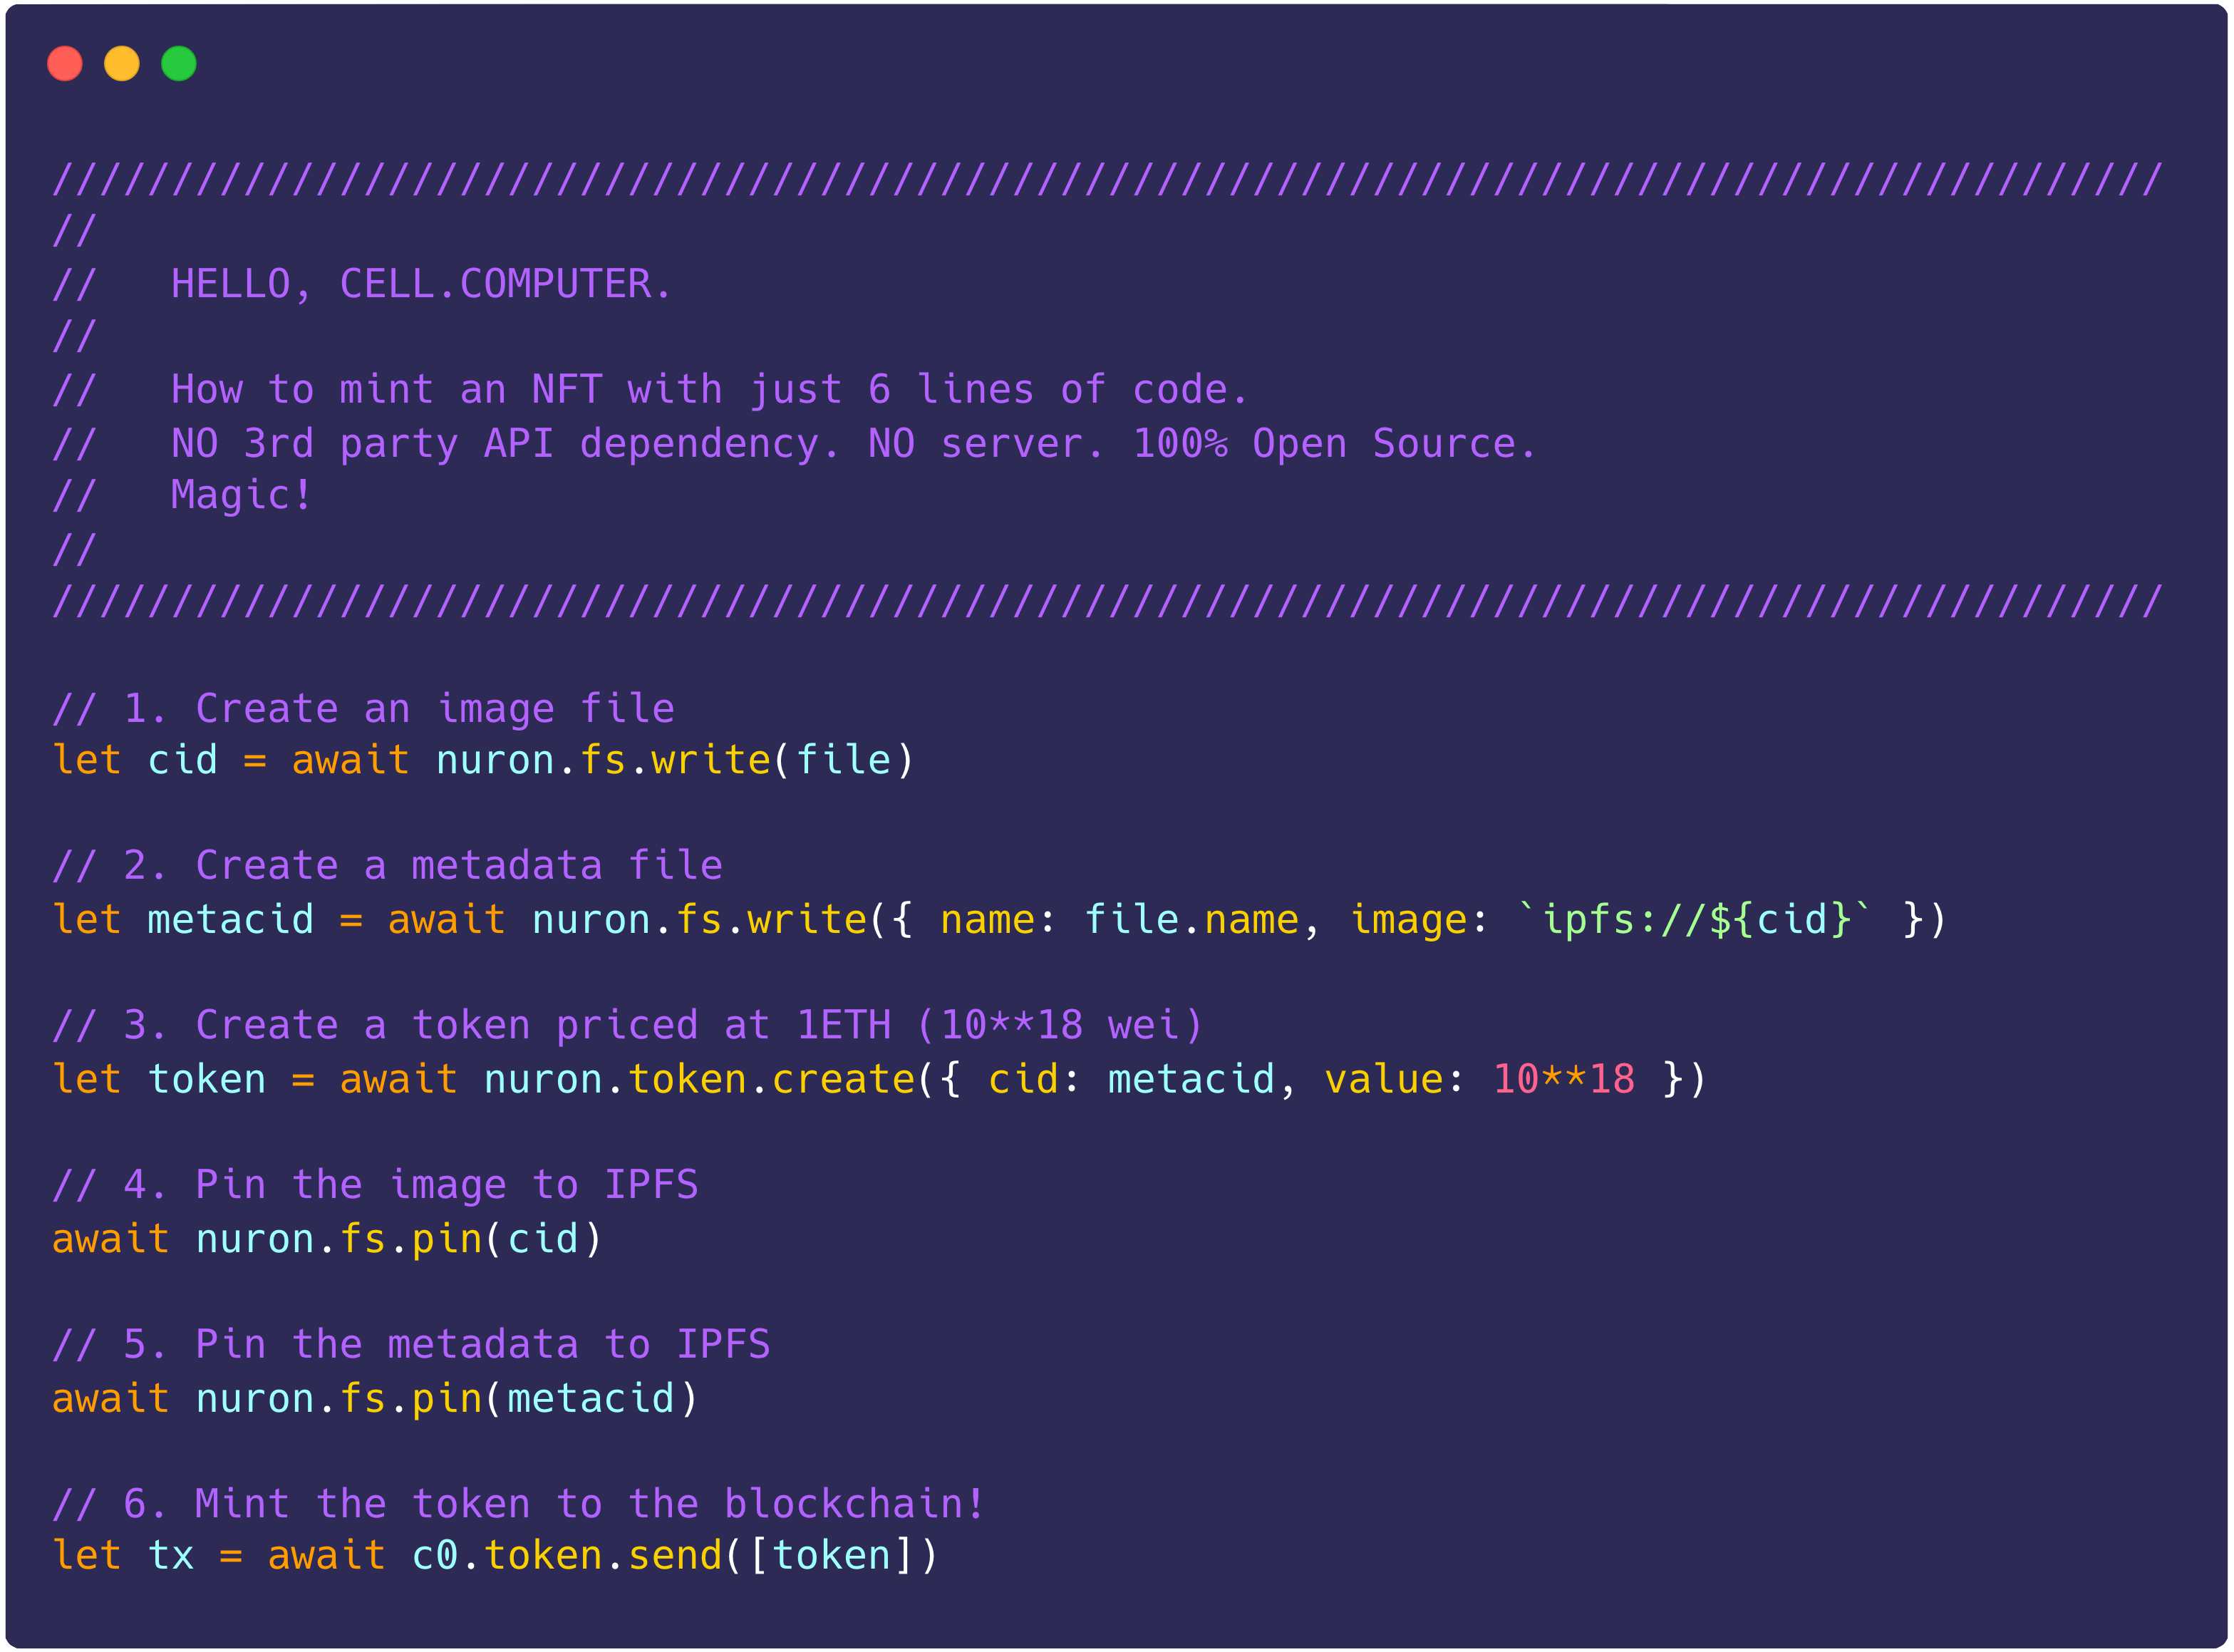 ////////////////////////////////////////////////////////////////////////////////////////
//
//   HELLO, CELL.COMPUTER.
//
//   How to mint an NFT with just 6 lines of code.
//   NO 3rd party API dependency. NO server. 100% Open Source.
//   Magic!
//
////////////////////////////////////////////////////////////////////////////////////////

// 1. Create an image file
let cid = await nuron.fs.write(file)

// 2. Create a metadata file
let metacid = await nuron.fs.write({ name: file.name, image: `ipfs://${cid}` })

// 3. Create a token priced at 1ETH (10**18 wei)
let token = await nuron.token.create({ cid: metacid, value: 10**18 })

// 4. Pin the image to IPFS
await nuron.fs.pin(cid)

// 5. Pin the metadata to IPFS
await nuron.fs.pin(metacid)

// 6. Mint the token to the blockchain!
let tx = await c0.token.send([token])